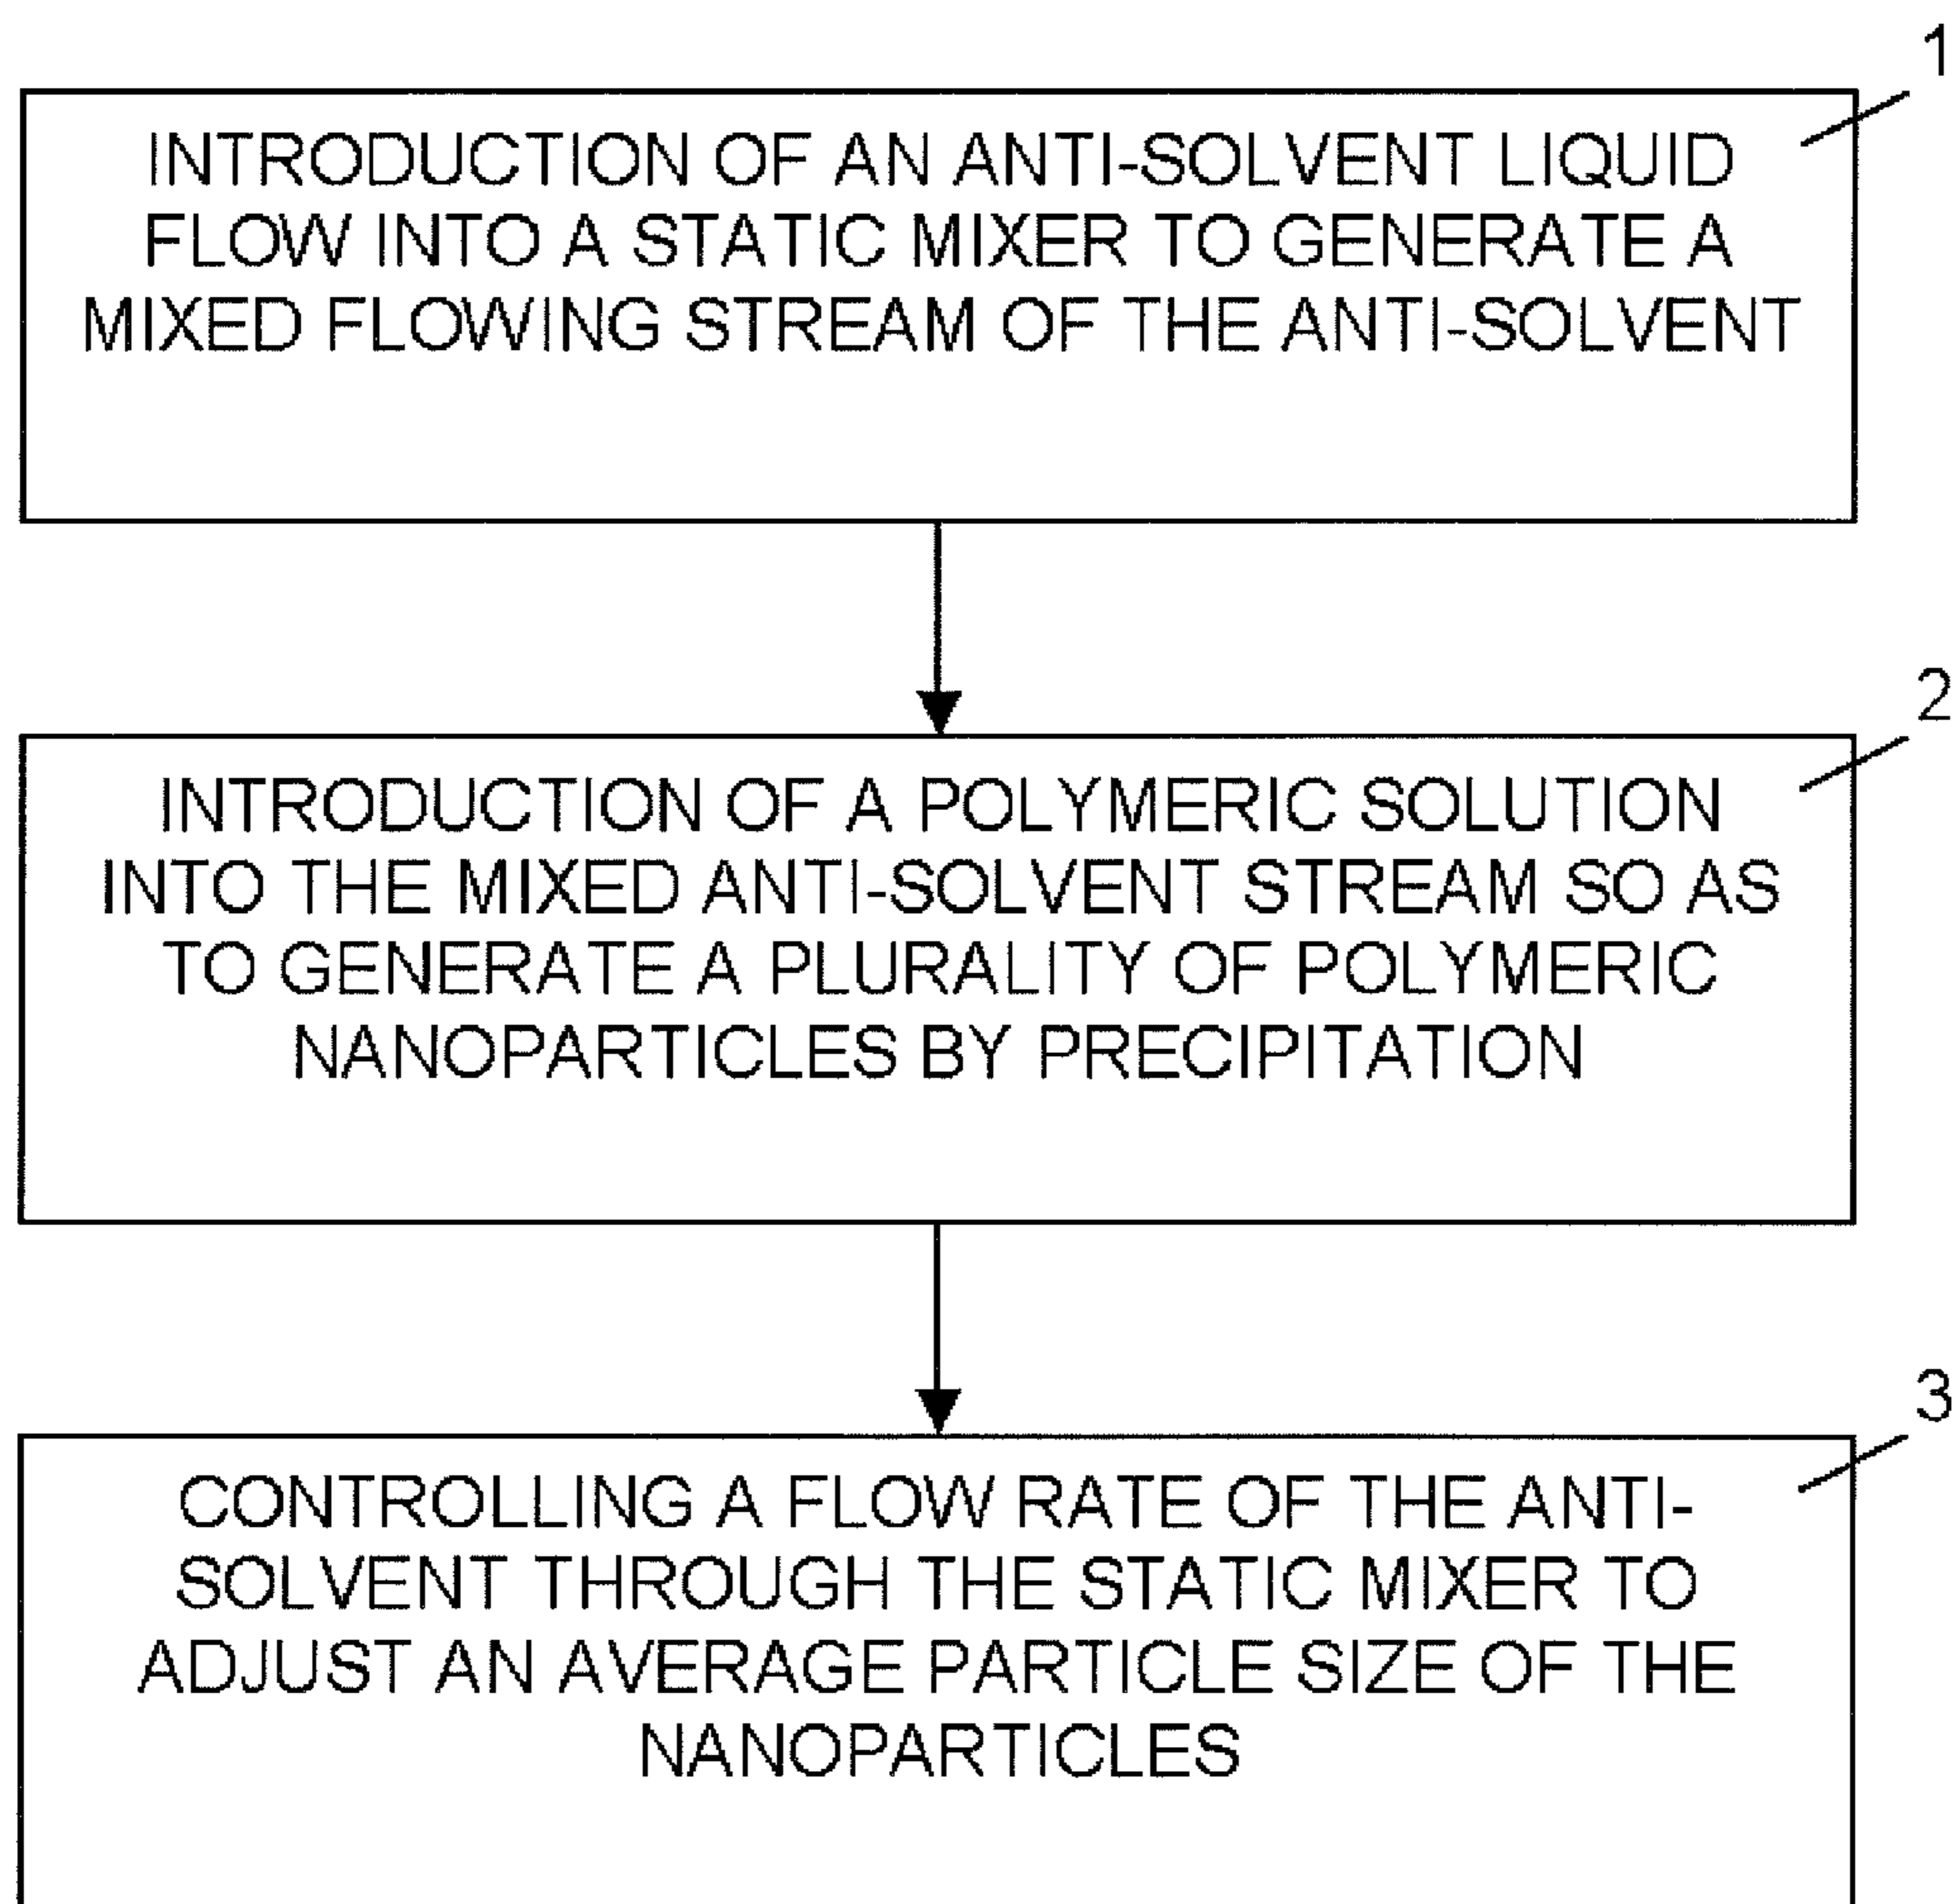 1
INTRODUCTION OF AN ANTI-SOLVENT LIQUID
FLOW INTO A STATIC MIXER TO GENERATE A
MIXED FLOWING STREAM OF THE ANTI-SOLVENT
2
INTRODUCTION OF A POLYMERIC SOLUTION
INTO THE MIXED ANTI-SOLVENT STREAM SO AS
TO GENERATE A PLURALITY OF POLYMERIC
NANOPARTICLES BY PRECIPITATION
3
CONTROLLING A FLOW RATE OF THE ANTI-
SOLVENT THROUGH THE STATIC MIXER TO
ADJUST AN AVERAGE PARTICLE SIZE OF THE
NANOPARTICLES